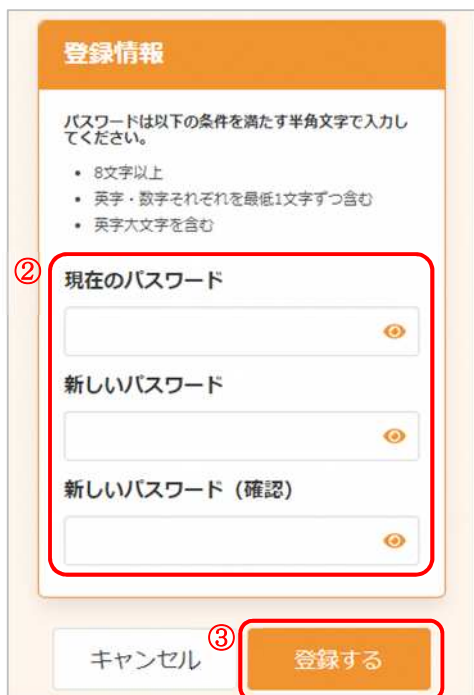 登録情報
パスワードは以下の条件を満たす半角文字で入力し
てください。
• 8文字以上
• 英字・数字それぞれを最低1文字ずつ含む
• 英字大文字を含む
②
現在のパスワード
新しいパスワード
新しいパスワード（確認）
キャンセル
③
登録する